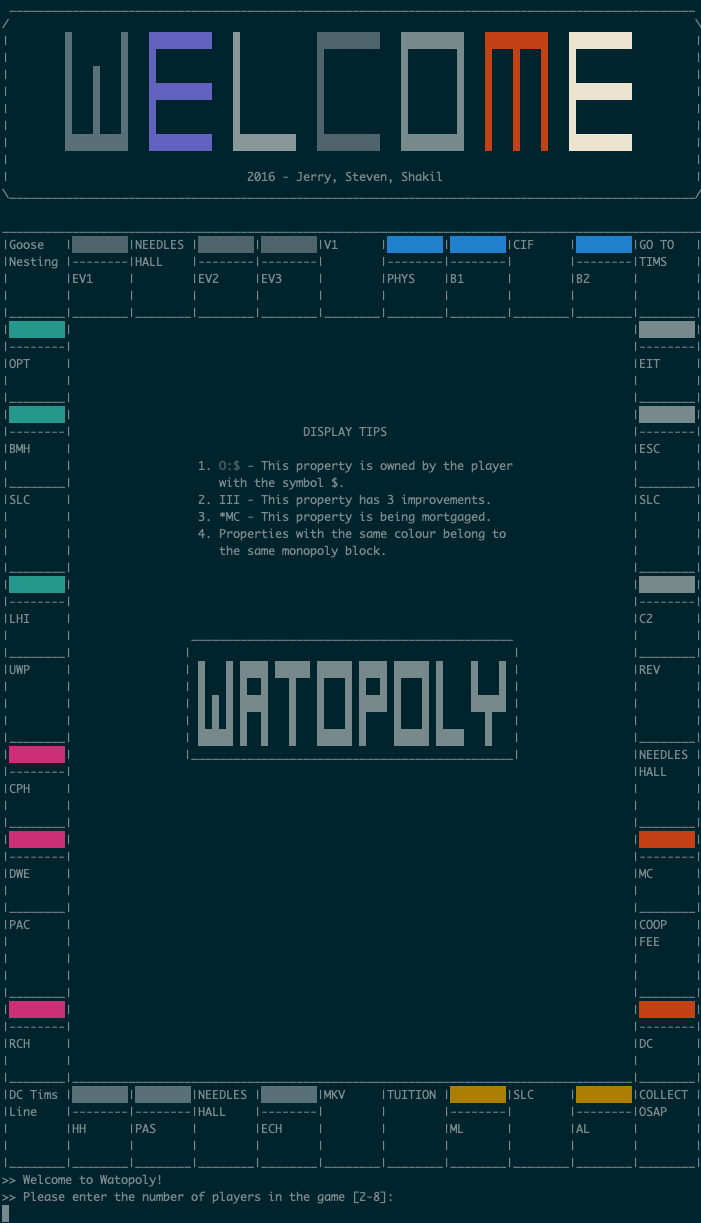 WELCOME
2016 - Jerry, Steven, Shakil
Goose NEEDLES V1 CIF GO TO
Nesting HALL TIMS
EV1 EV2 EV3 PHYS B1 B2
OPT EIT
DISPLAY TIPS
BMH ESC
1. O:$ - This property is owned by the player
with the symbol $.
SLC 2. III - This property has 3 improvements. SLC
3. *MC - This property is being mortgaged.
4. Properties with the same colour belong to
the same monopoly block.
LHI C2
UWP REV
WATOPOLY
NEEDLES
HALL
CPH
DWE MC
PAC COOP
FEE
RCH DC
DC Tims NEEDLES MKV TUITION SLC COLLECT
Line HALL OSAP
HH PAS ECH ML AL
>> Welcome to Watopoly!
>> Please enter the number of players in the game [2-8]: